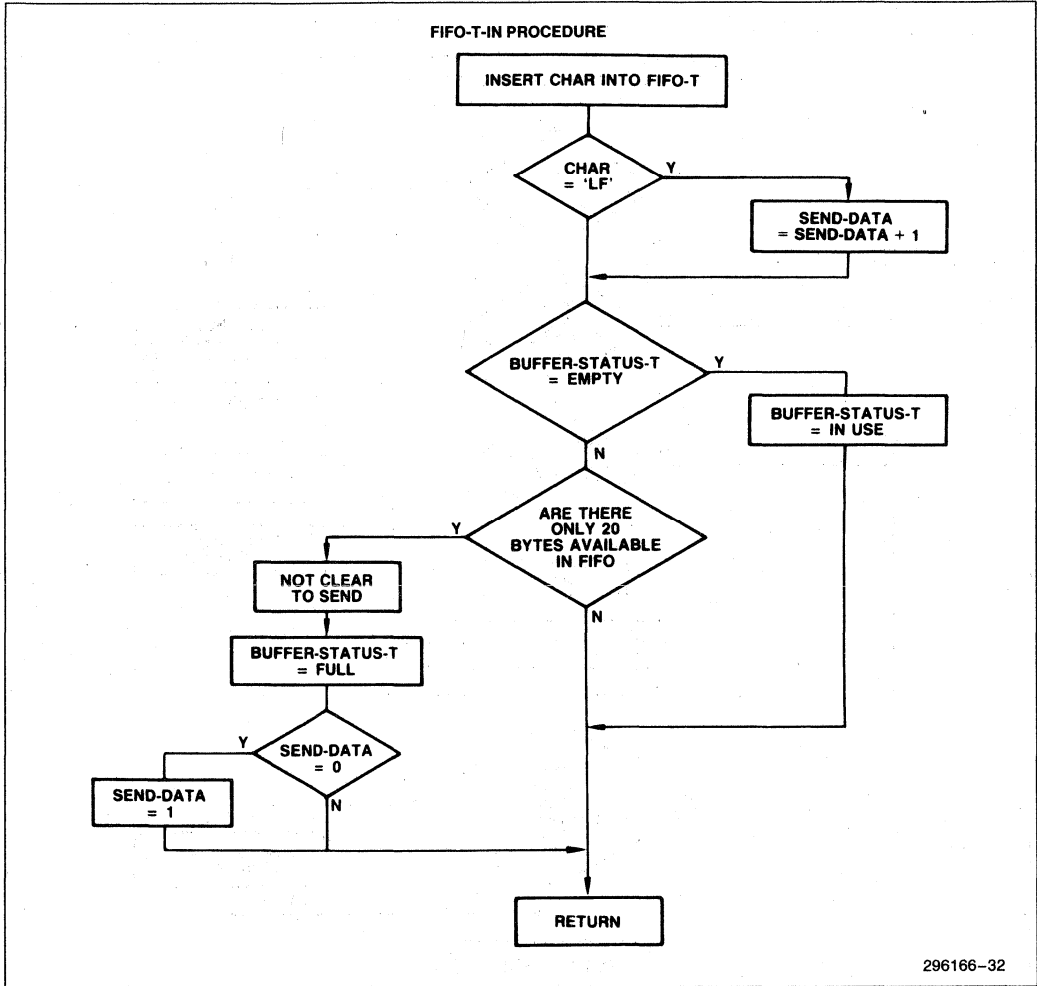 FIFO-T-IN PROCEDURE
INSERT CHAR INTO FIFO-T
CHAR
= 'LF'
Y
SEND-DATA
= SEND-DATA + 1
BUFFER-STATUS-T
= EMPTY
Y
BUFFER-STATUS-T
= IN USE
N
ARE THERE
ONLY 20
BYTES AVAILABLE
IN FIFO
Y
NOT CLEAR
TO SEND
N
BUFFER-STATUS-T
= FULL
SEND-DATA
= 0
Y
SEND-DATA
= 1
N
RETURN
296166-32